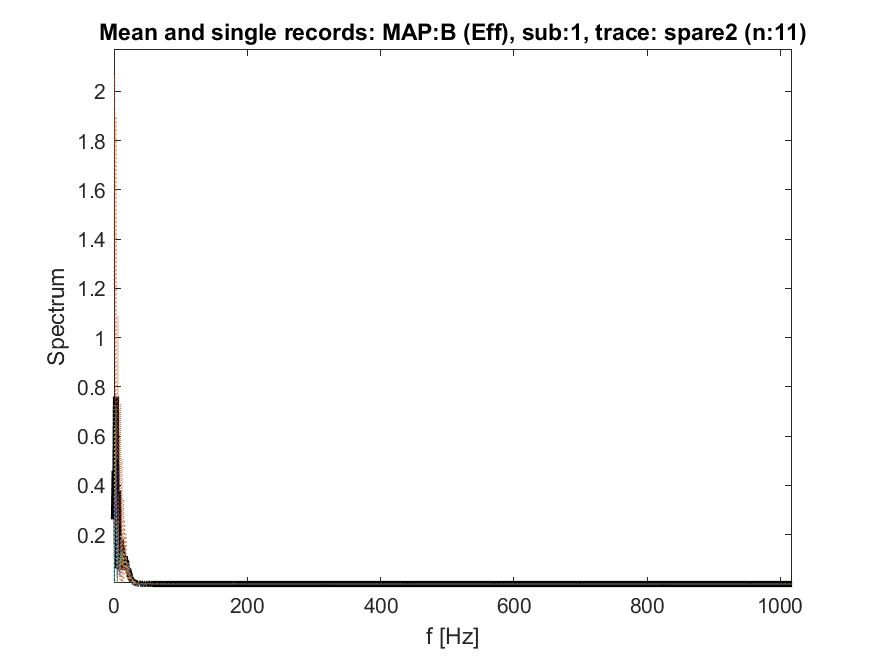 Mean and single records: MAP:B (Eff), sub:1, trace: spare2 (n:11)
2
1.8
1.6
1.4
1.2
1
0.8
0.6
0.4
0.2
Spectrum
0 200 400 600 800 1000
f [Hz]